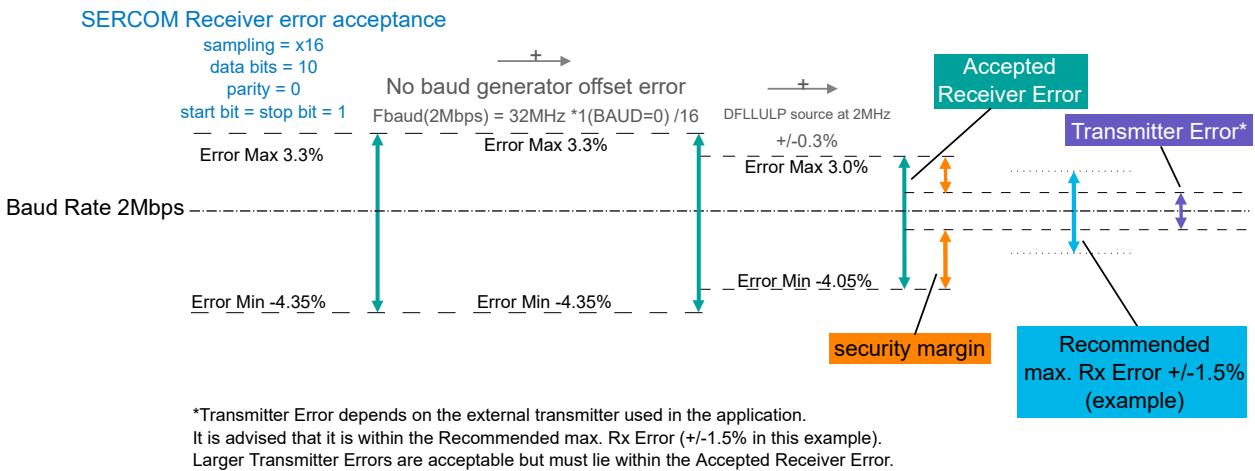 SERCOM Receiver error acceptance
sampling = x16
data bits = 10
parity = 0
start bit = stop bit = 1
+
No baud generator offset error
Fbaud(2Mbps) = 32MHz *1(BAUD=0) /16
+
DFLLULP source at 2MHz
+/-0.3%
Accepted
Receiver Error
Transmitter Error*
Error Max 3.3%
Error Max 3.3%
Error Max 3.0%
Baud Rate 2Mbps
Error Min -4.35%
Error Min -4.35%
Error Min -4.05%
security margin
Recommended
max. Rx Error +/-1.5%
(example)
*Transmitter Error depends on the external transmitter used in the application.
It is advised that it is within the Recommended max. Rx Error (+/-1.5% in this example).
Larger Transmitter Errors are acceptable but must lie within the Accepted Receiver Error.